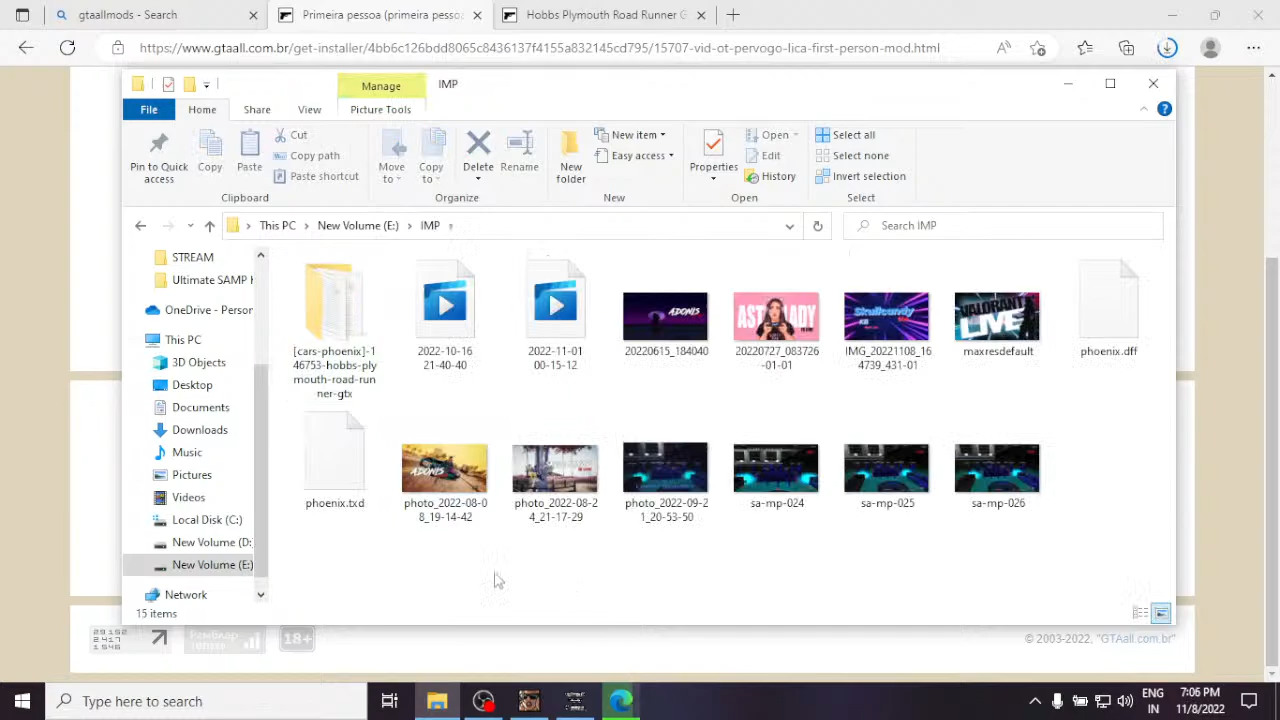 gtaallmods - Search
Primeira pessoa (primeira pesso
Hobbs Plymouth Road Runner G
https://www.gtaall.com.br/get-installer/4bb6c126bdd8065c8436137f4155a832145cd795/15707-vid-ot-pervogo-lica-first-person-mod.html
Manage
IMP
File
Home
Share
View
Picture Tools
Pin to Quick access
Copy
Paste
Cut
Copy path
Paste shortcut
Move to
Copy to
Delete
Rename
New folder
New item
Easy access
Properties
Open
Edit
History
Select all
Select none
Invert selection
Clipboard
Organize
New
Open
Select
This PC
New Volume (E:)
IMP
Search IMP
STREAM
Ultimate SAMP
OneDrive - Person
This PC
3D Objects
Desktop
Documents
Downloads
Music
Pictures
Videos
Local Disk (C:)
New Volume (D:
New Volume (E:)
Network
[cars-phoenix]-1
46753-hobbs-ply
mouth-road-run
ner-gtx
2022-10-16
21-40-40
2022-11-01
00-15-12
ADONIS
20220615_184040
20220727_083726
-01-01
Skullcandy
IMG_20221108_16
4739_431-01
VALORANT
LIVE
maxresdefault
phoenix.dff
phoenix.txd
ADONIS
photo_2022-08-0
8_19-14-42
photo_2022-08-2
4_21-17-29
photo_2022-09-2
1_20-53-50
sa-mp-024
sa-mp-025
sa-mp-026
15 items
18+
© 2003-2022, "GTAall.com.br"
Type here to search
ENG
IN
7:06 PM
11/8/2022